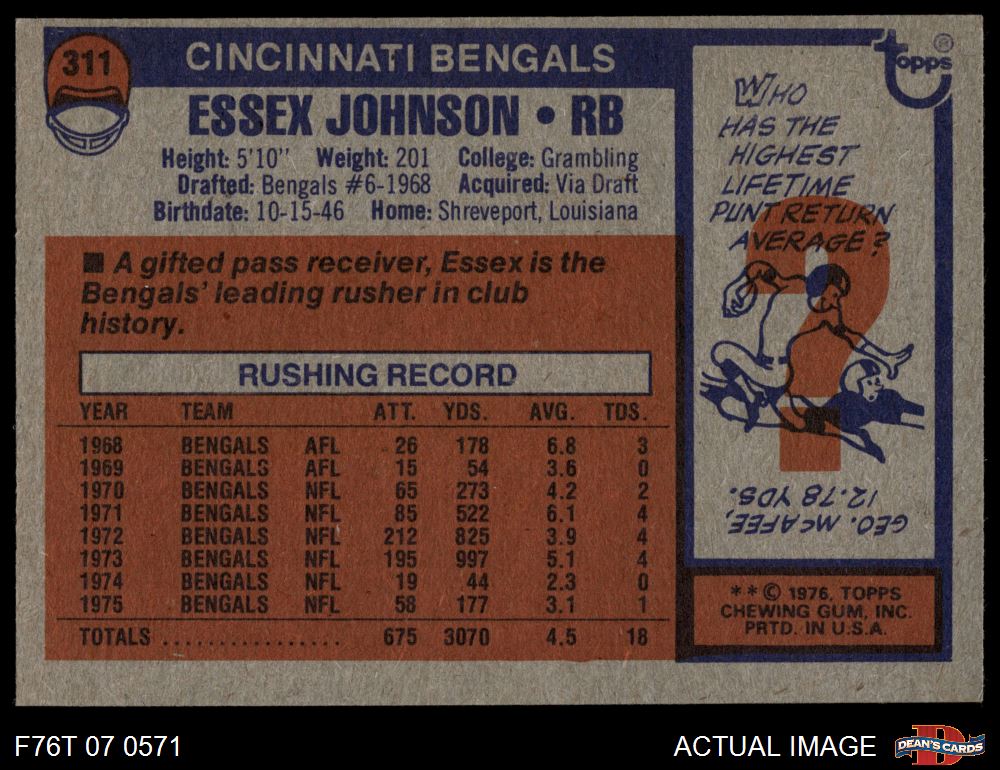 311
CINCINNATI BENGALS
ESSEX JOHNSON • RB
Height: 5'10" Weight: 201 College: Grambling
Drafted: Bengals #6-1968 Acquired: Via Draft
Birthdate: 10-15-46 Home: Shreveport, Louisiana
■ A gifted pass receiver, Essex is the
Bengals' leading rusher in club
history.
RUSHING RECORD
YEAR TEAM ATT. YDS. AVG. TDS.
1968 BENGALS AFL 26 178 6.8 3
1969 BENGALS AFL 15 54 3.6 0
1970 BENGALS NFL 65 273 4.2 2
1971 BENGALS NFL 85 522 6.1 4
1972 BENGALS NFL 212 825 3.9 4
1973 BENGALS NFL 195 997 5.1 4
1974 BENGALS NFL 19 44 2.3 0
1975 BENGALS NFL 58 177 3.1 1
TOTALS ................ 675 3070 4.5 18
topps ®
WHO
HAS THE
HIGHEST
LIFETIME
PUNT RETURN
AVERAGE?
?
GEO. McAFEE,
12.78 YDS.
** © 1976, TOPPS
CHEWING GUM, INC.
PRTD. IN U.S.A.
F76T 07 0571
ACTUAL IMAGE
DEAN'S CARDS